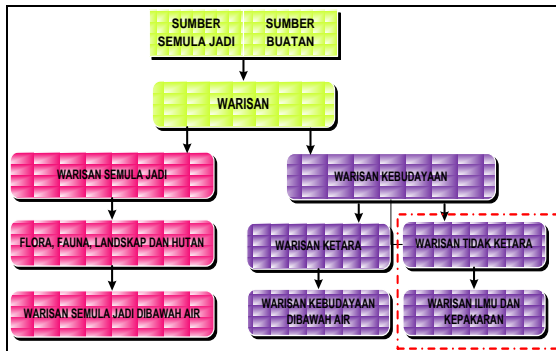 SUMBER
SEMULA JADI
SUMBER
BUATAN
WARISAN
WARISAN SEMULA JADI
WARISAN KEBUDAYAAN
FLORA, FAUNA, LANDSKAP DAN HUTAN
WARISAN KETARA
WARISAN TIDAK KETARA
WARISAN SEMULA JADI DIBAWAH AIR
WARISAN KEBUDAYAAN
DIBAWAH AIR
WARISAN ILMU DAN
KEPAKARAN